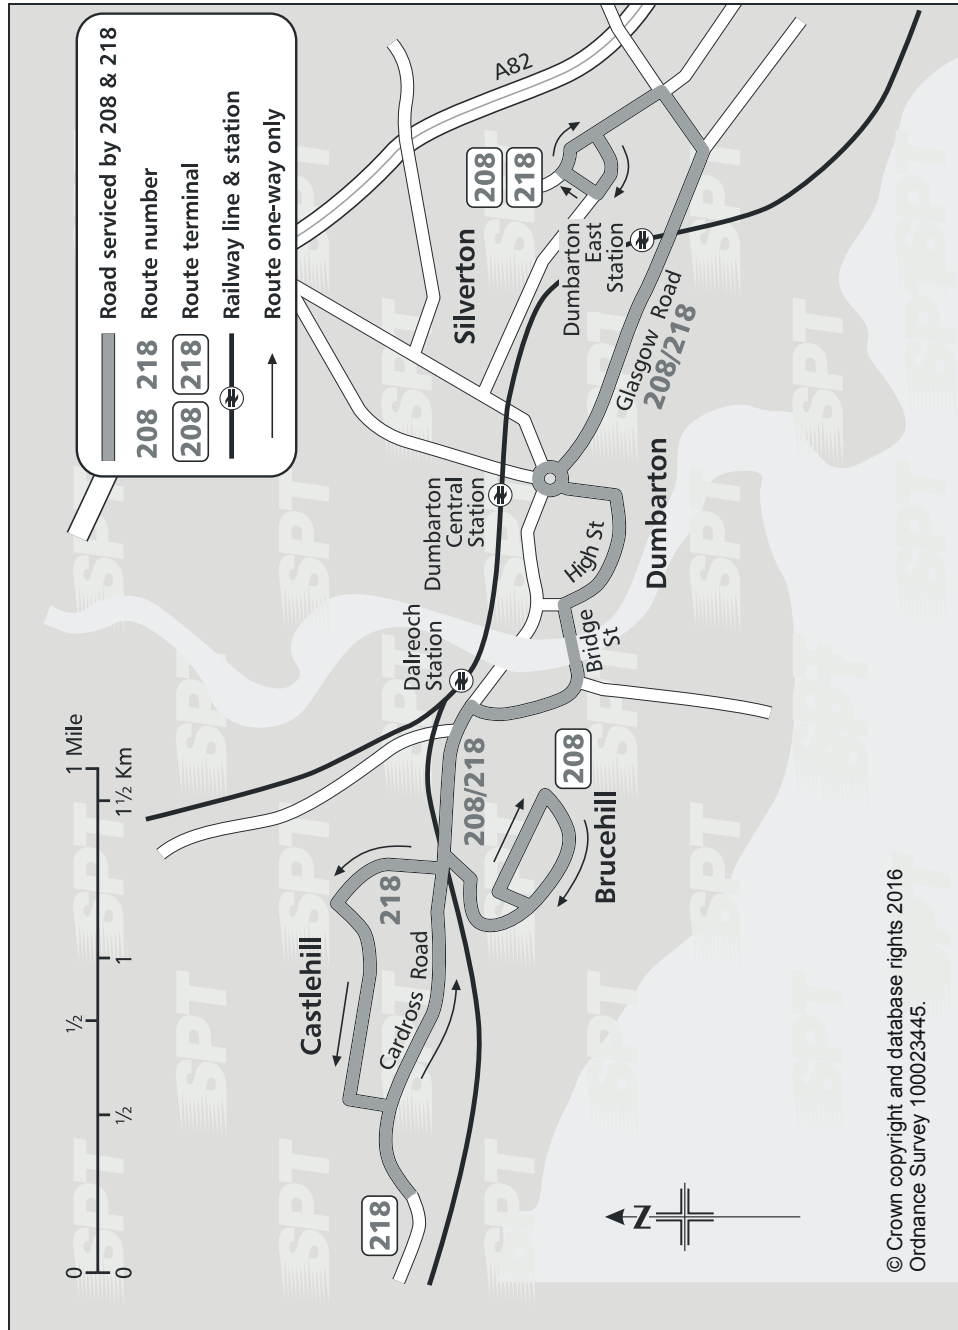 Road serviced by 208 & 218
208 218 Route number
208 218 Route terminal
Railway line & station
Route one-way only
A82
208
218
Silverton
Dumbarton
East
Station
Glasgow Road
208/218
Dumbarton
Central
Station
Dumbarton
High St
Bridge
St
Dalreoch
Station
208/218
208
Brucehill
218
Castlehill
Cardross Road
218
0 ½ 1 Mile
0 ½ 1 1½ Km
N
© Crown copyright and database rights 2016
Ordnance Survey 100023445.
SPT